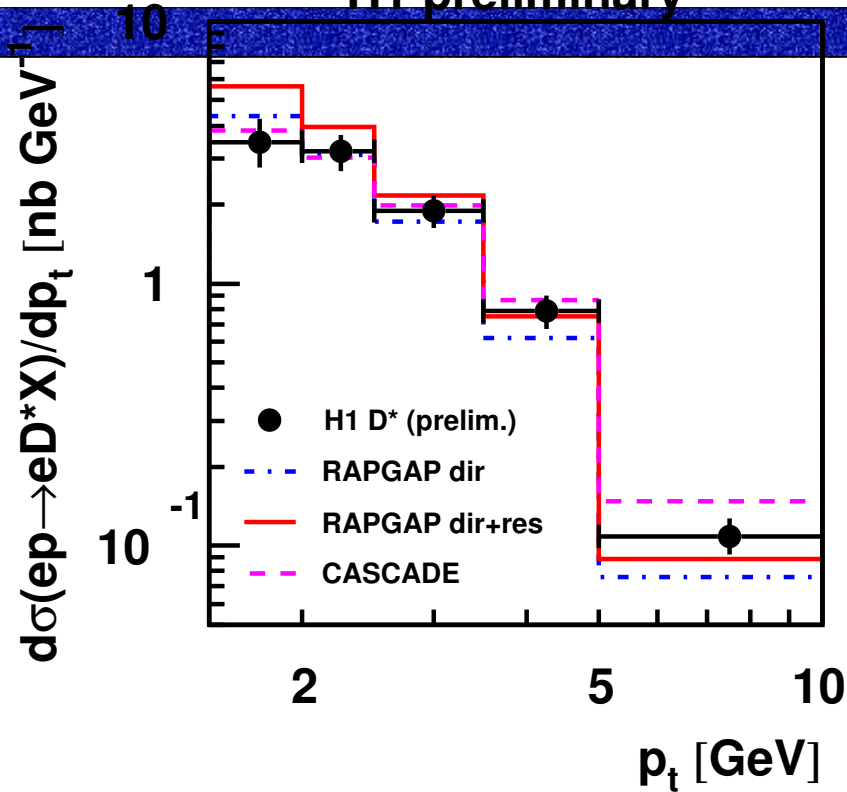 H1 preliminary
dσ(ep→eD*X)/dp_t [nb GeV^-1]
10
1
10^-1
H1 D* (prelim.)
RAPGAP dir
RAPGAP dir+res
CASCADE
2 5 10
p_t [GeV]